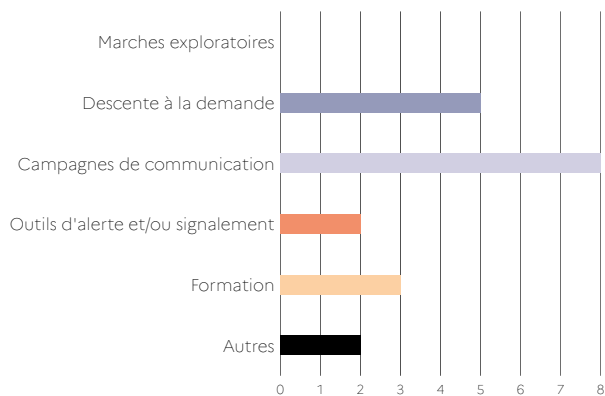 Marches exploratoires
Descente à la demande
Campagnes de communication
Outils d'alerte et/ou signalement
Formation
Autres
0 1 2 3 4 5 6 7 8